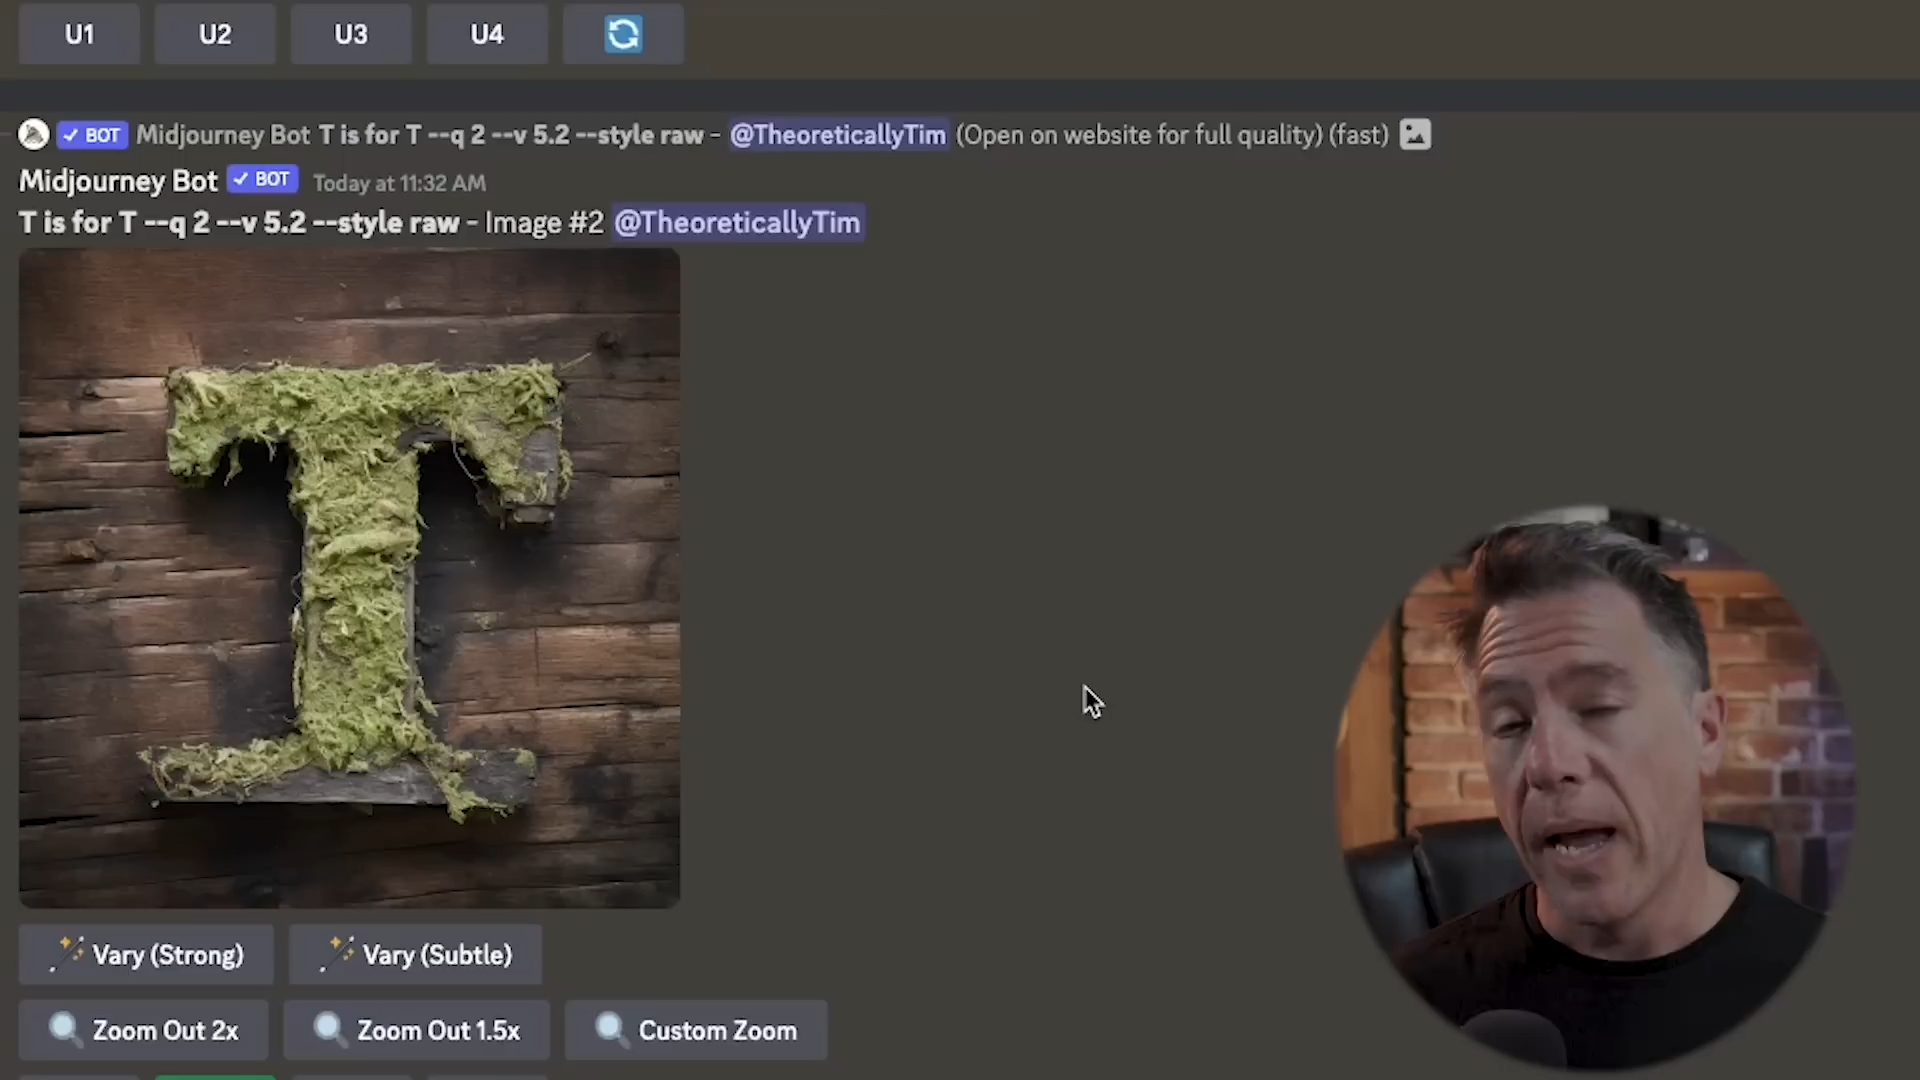 U1 U2 U3 U4
✓ BOT Midjourney Bot T is for T --q 2 --v 5.2 --style raw - @TheoreticallyTim (Open on website for full quality) (fast)
Midjourney Bot ✓ BOT Today at 11:32 AM
T is for T --q 2 --v 5.2 --style raw - Image #2 @TheoreticallyTim
T
Vary (Strong) Vary (Subtle)
Zoom Out 2x Zoom Out 1.5x Custom Zoom